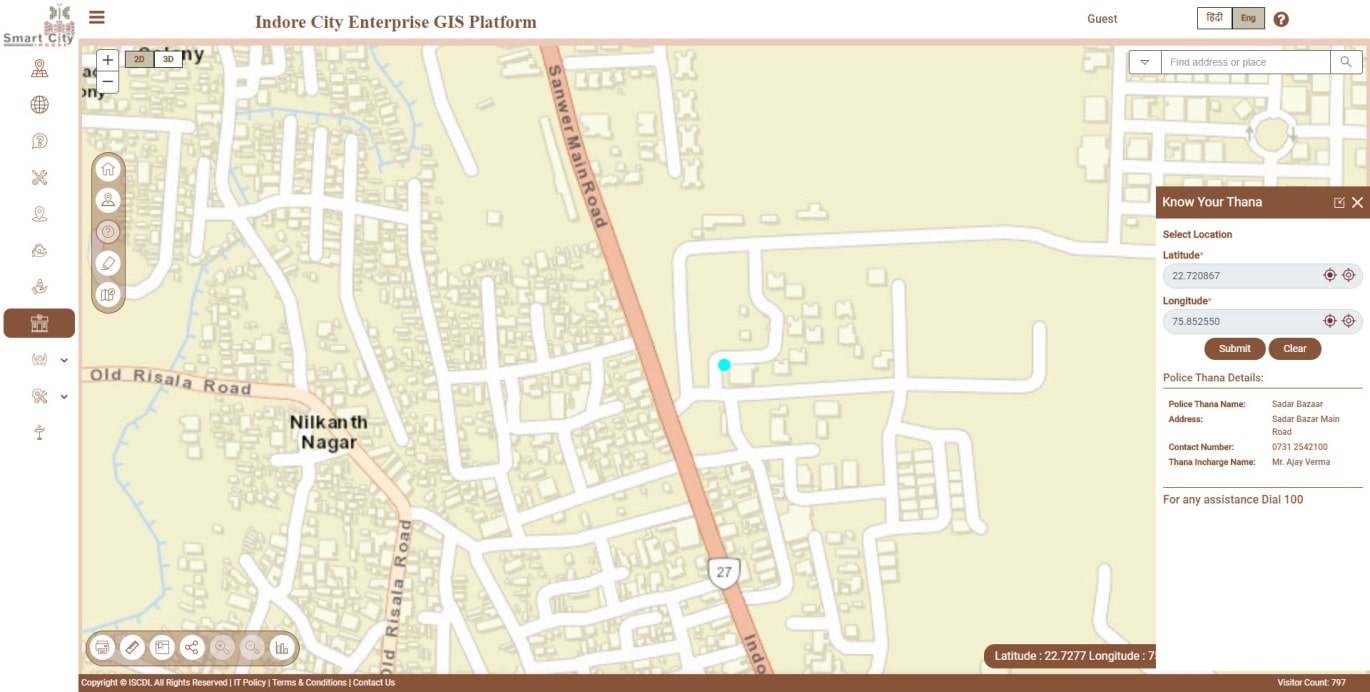 Smart City
INDORE
Indore City Enterprise GIS Platform
Guest
हिंदी
Eng
?
+
−
2D
3D
Colony
ony
Find address or place
Sanwer Main Road
Know Your Thana
Select Location
Latitude*
22.720867
Longitude*
75.852550
Submit
Clear
Police Thana Details:
Police Thana Name: Sadar Bazaar
Address: Sadar Bazar Main
Road
Contact Number: 0731 2542100
Thana Incharge Name: Mr. Ajay Verma
For any assistance Dial 100
Old Risala Road
Nilkanth
Nagar
Old Risala Road
27
Indo
Latitude : 22.7277 Longitude : 75
Copyright © ISCDL All Rights Reserved | IT Policy | Terms & Conditions | Contact Us
Visitor Count: 797